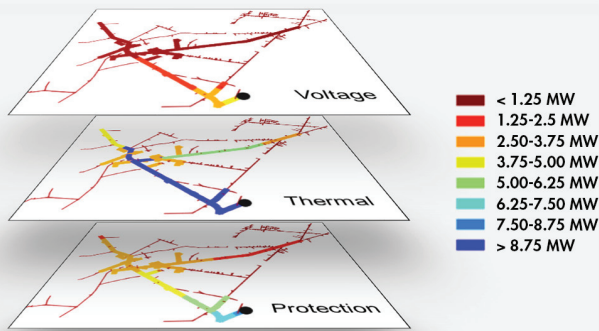 Voltage
Thermal
Protection
< 1.25 MW
1.25-2.5 MW
2.50-3.75 MW
3.75-5.00 MW
5.00-6.25 MW
6.25-7.50 MW
7.50-8.75 MW
> 8.75 MW